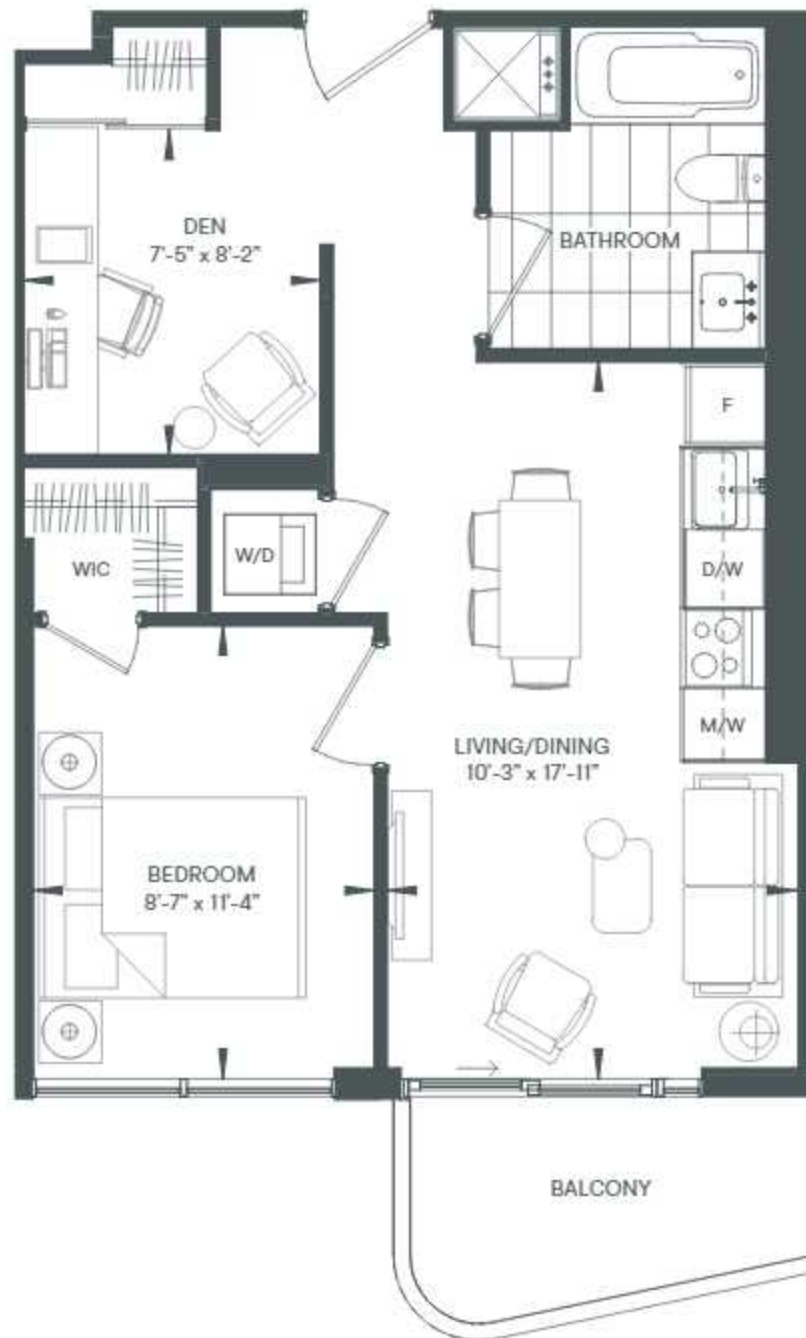 DEN
7'-5" x 8'-2"
BATHROOM
F
W/D
WIC
D/W
M/W
LIVING/DINING
10'-3" x 17'-11"
BEDROOM
8'-7" x 11'-4"
BALCONY